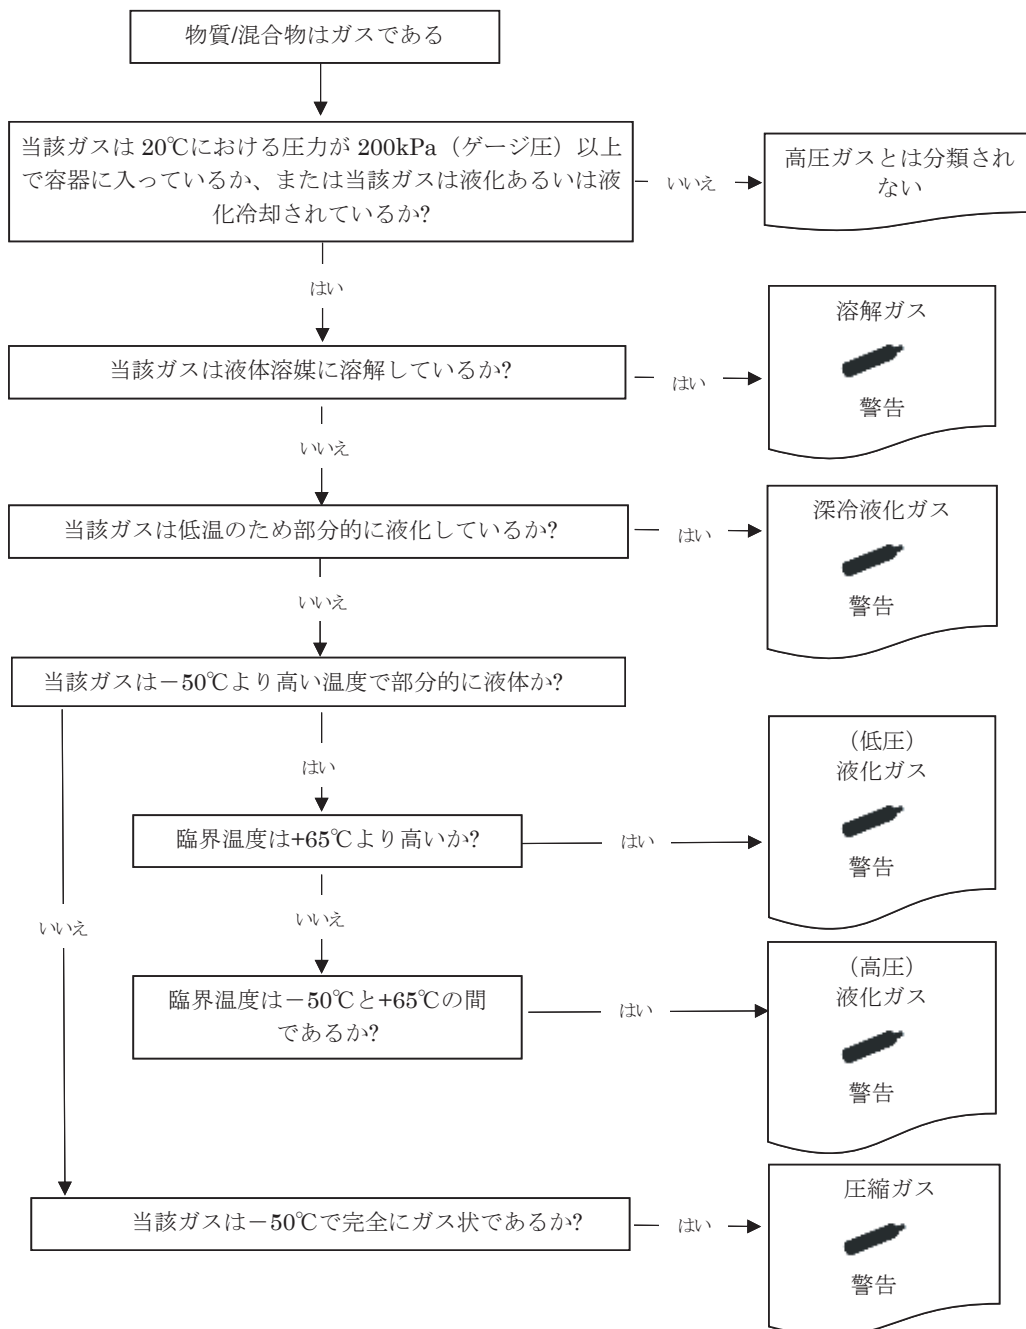 物質/混合物はガスである
当該ガスは 20℃における圧力が 200kPa（ゲージ圧）以上
で容器に入っているか、または当該ガスは液化あるいは液
化冷却されているか?
いいえ
高圧ガスとは分類され
ない
はい
当該ガスは液体溶媒に溶解しているか?
はい
溶解ガス
警告
いいえ
当該ガスは低温のため部分的に液化しているか?
はい
深冷液化ガス
警告
いいえ
当該ガスは－50℃より高い温度で部分的に液体か?
はい
臨界温度は+65℃より高いか?
はい
（低圧）
液化ガス
警告
いいえ
いいえ
臨界温度は－50℃と+65℃の間
であるか?
はい
（高圧）
液化ガス
警告
当該ガスは－50℃で完全にガス状であるか?
はい
圧縮ガス
警告